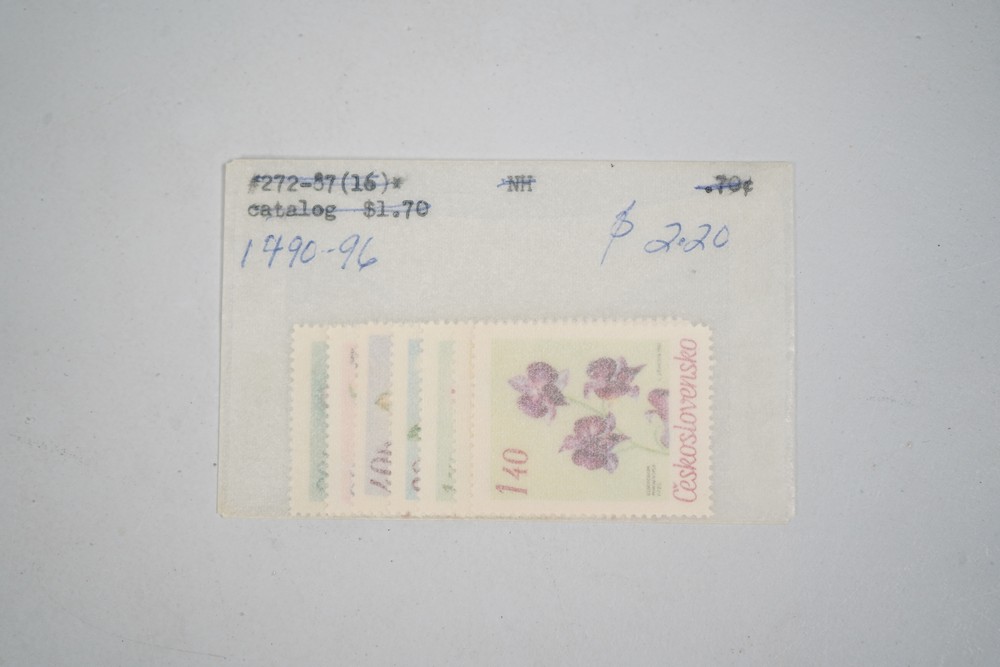 #272-87(16)* NH .70¢
catalog $1.70
1490-96 $2.20
1 40
Československo